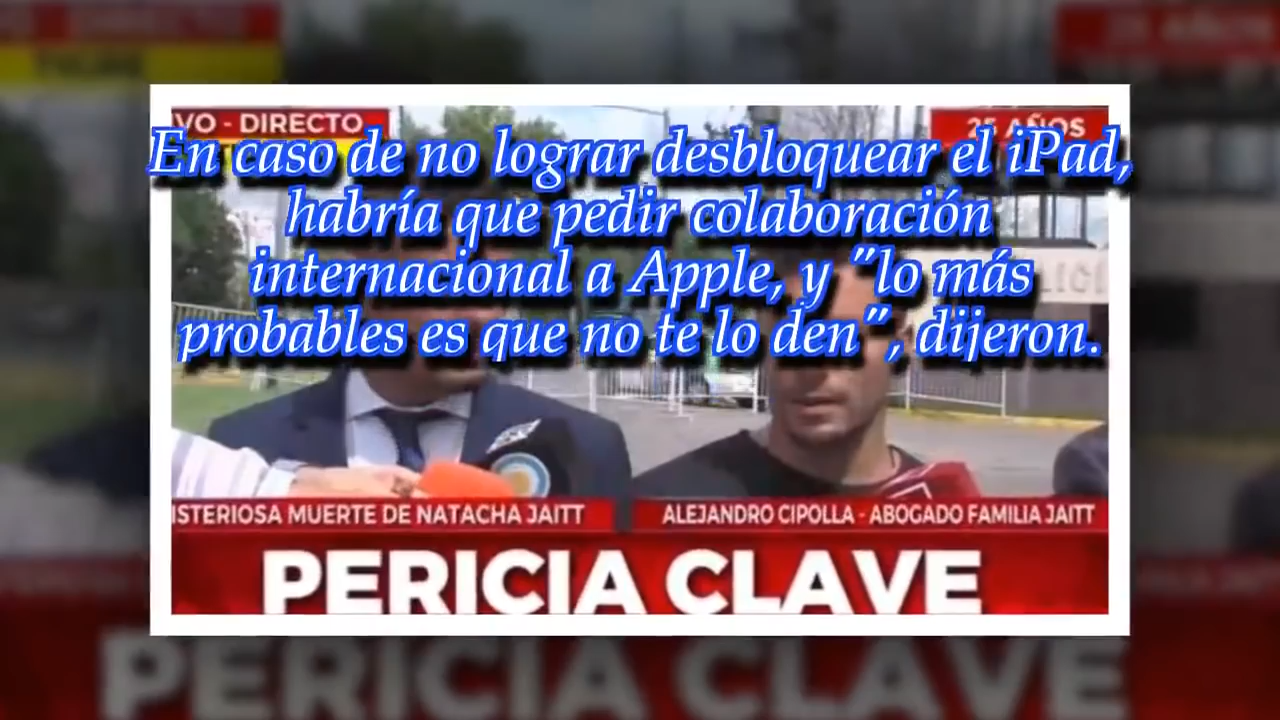 VO - DIRECTO
25 AÑOS
En caso de no lograr desbloquear el iPad,
habría que pedir colaboración
internacional a Apple, y "lo más
probables es que no te lo den", dijeron.
ISTERIOSA MUERTE DE NATACHA JAITT
ALEJANDRO CIPOLLA - ABOGADO FAMILIA JAITT
PERICIA CLAVE
PERICIA CLAVE